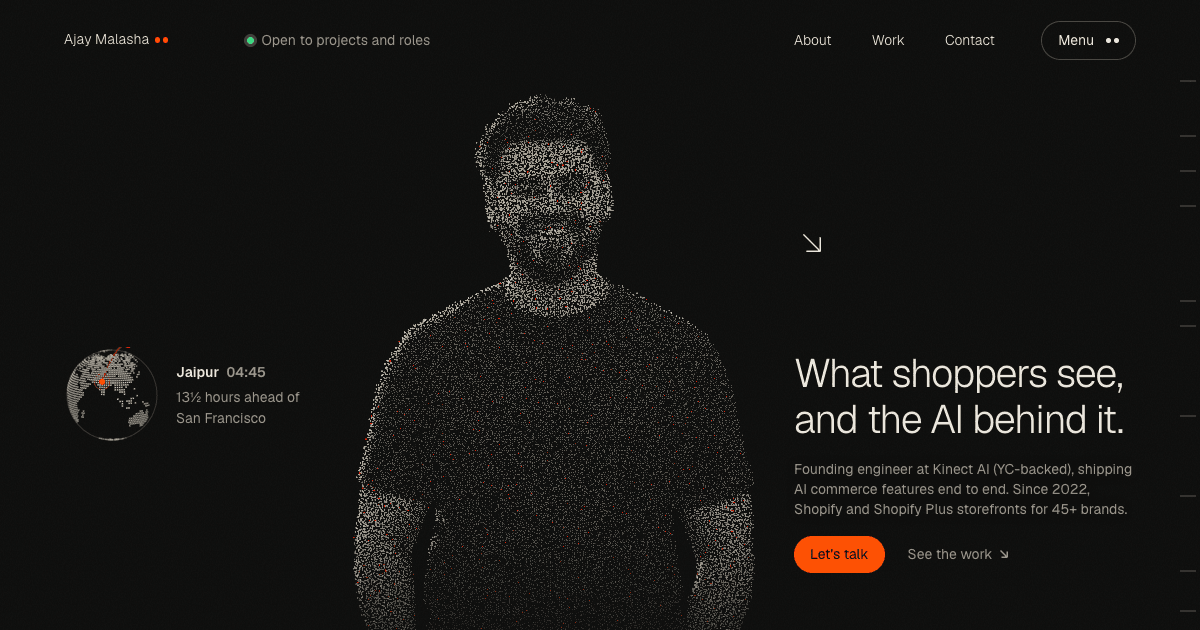 Ajay Malasha
Open to projects and roles
About
Work
Contact
Menu
Jaipur 04:45
13½ hours ahead of
San Francisco
What shoppers see,
and the AI behind it.
Founding engineer at Kinect AI (YC-backed), shipping
AI commerce features end to end. Since 2022,
Shopify and Shopify Plus storefronts for 45+ brands.
Let's talk
See the work